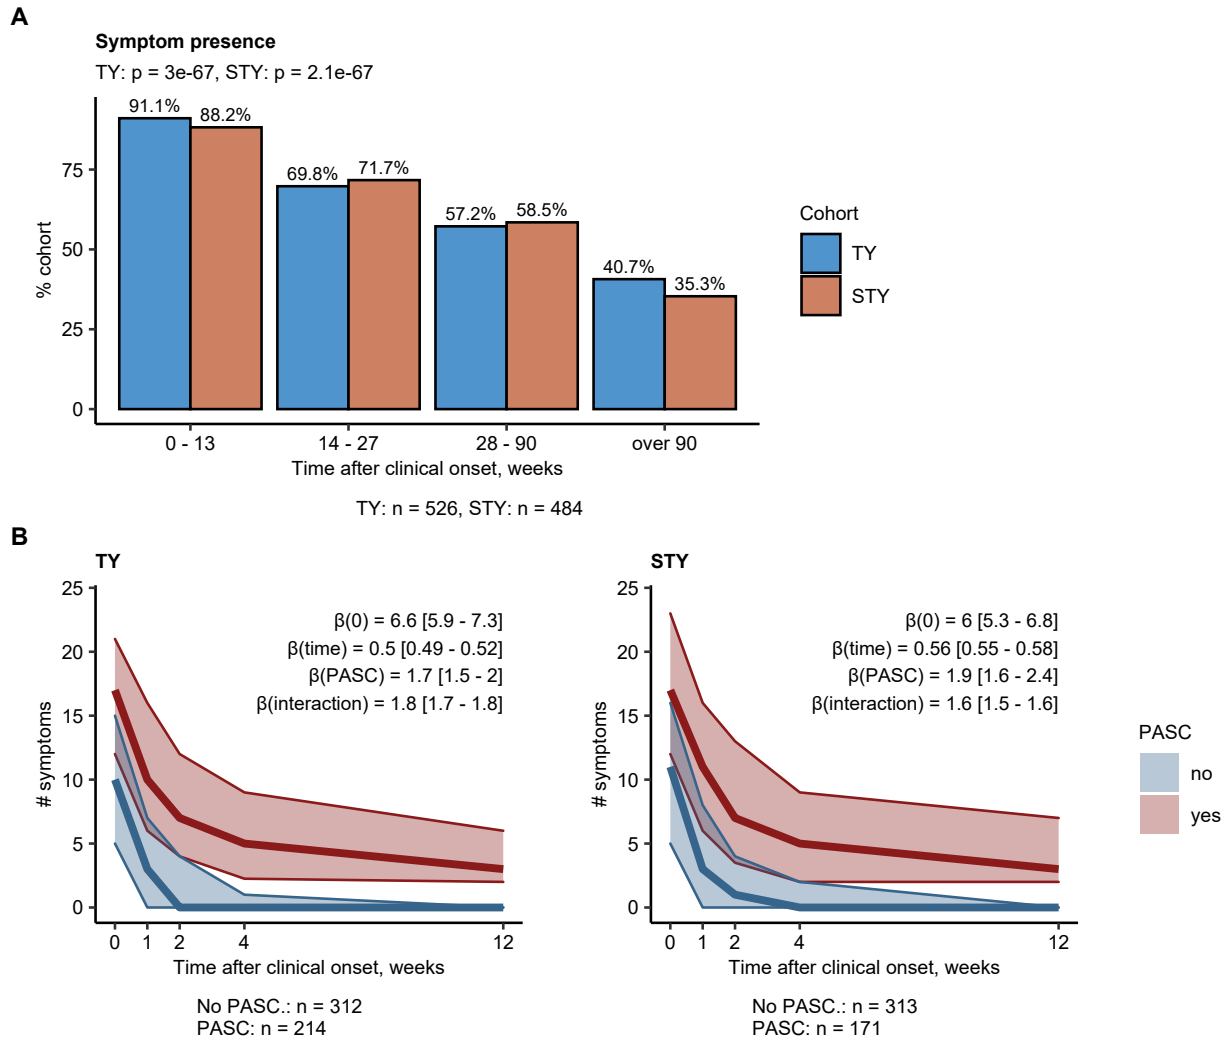 A
Symptom presence
TY: p = 3e-67, STY: p = 2.1e-67
91.1%
88.2%
69.8%
71.7%
57.2%
58.5%
40.7%
35.3%
75
50
25
0
% cohort
0 - 13
14 - 27
28 - 90
over 90
Time after clinical onset, weeks
TY: n = 526, STY: n = 484
Cohort
TY
STY
B
TY
25
20
15
10
5
0
# symptoms
β(0) = 6.6 [5.9 - 7.3]
β(time) = 0.5 [0.49 - 0.52]
β(PASC) = 1.7 [1.5 - 2]
β(interaction) = 1.8 [1.7 - 1.8]
0 1 2 4 12
Time after clinical onset, weeks
No PASC.: n = 312
PASC: n = 214
STY
25
20
15
10
5
0
# symptoms
β(0) = 6 [5.3 - 6.8]
β(time) = 0.56 [0.55 - 0.58]
β(PASC) = 1.9 [1.6 - 2.4]
β(interaction) = 1.6 [1.5 - 1.6]
0 1 2 4 12
Time after clinical onset, weeks
No PASC.: n = 313
PASC: n = 171
PASC
no
yes